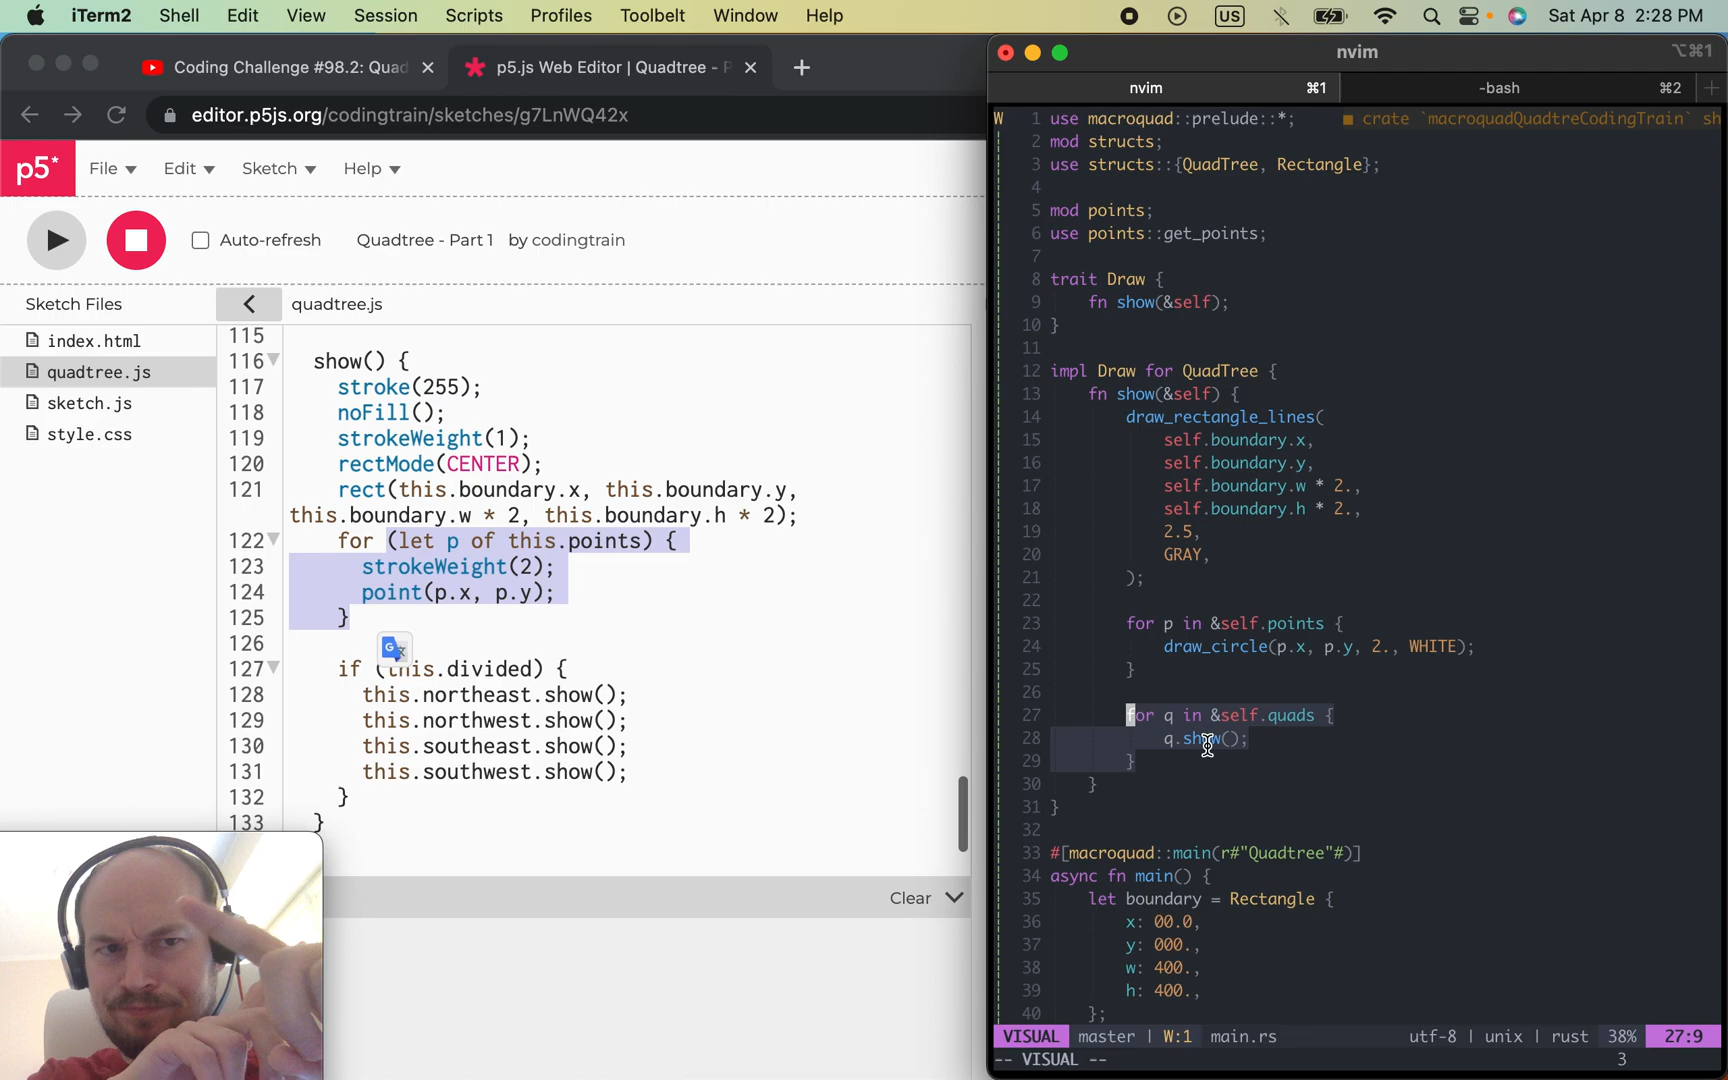 iTerm2 Shell Edit View Session Scripts Profiles Toolbelt Window Help US Sat Apr 8 2:28 PM
Coding Challenge #98.2: Quad
p5.js Web Editor | Quadtree - P
editor.p5js.org/codingtrain/sketches/g7LnWQ42x
p5* File Edit Sketch Help
Auto-refresh Quadtree - Part 1 by codingtrain
Sketch Files
quadtree.js
index.html
quadtree.js
sketch.js
style.css
115
116 show() {
117 stroke(255);
118 noFill();
119 strokeWeight(1);
120 rectMode(CENTER);
121 rect(this.boundary.x, this.boundary.y,
this.boundary.w * 2, this.boundary.h * 2);
122 for (let p of this.points) {
123 strokeWeight(2);
124 point(p.x, p.y);
125 }
126
127 if (this.divided) {
128 this.northeast.show();
129 this.northwest.show();
130 this.southeast.show();
131 this.southwest.show();
132 }
133 }
Clear
nvim ⌥⌘1
nvim ⌘1 -bash ⌘2
W 1 use macroquad::prelude::*; ■ crate `macroquadQuadtreCodingTrain` sh
2 mod structs;
3 use structs::{QuadTree, Rectangle};
4
5 mod points;
6 use points::get_points;
7
8 trait Draw {
9 fn show(&self);
10 }
11
12 impl Draw for QuadTree {
13 fn show(&self) {
14 draw_rectangle_lines(
15 self.boundary.x,
16 self.boundary.y,
17 self.boundary.w * 2.,
18 self.boundary.h * 2.,
19 2.5,
20 GRAY,
21 );
22
23 for p in &self.points {
24 draw_circle(p.x, p.y, 2., WHITE);
25 }
26
27 for q in &self.quads {
28 q.show();
29 }
30 }
31 }
32
33 #[macroquad::main(r#"Quadtree"#)]
34 async fn main() {
35 let boundary = Rectangle {
36 x: 00.0,
37 y: 000.,
38 w: 400.,
39 h: 400.,
40 };
VISUAL master | W:1 main.rs utf-8 | unix | rust 38% 27:9
-- VISUAL -- 3